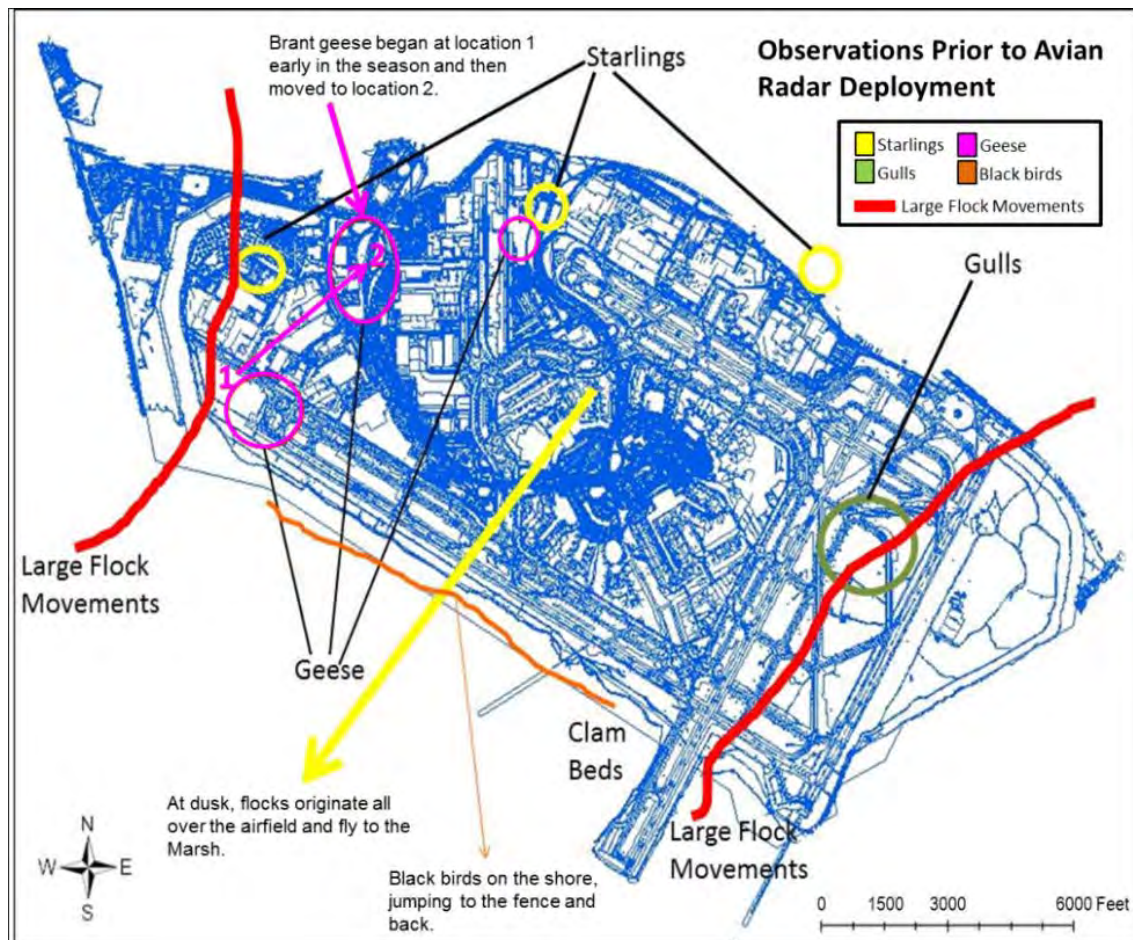 Observations Prior to Avian
Radar Deployment
Starlings
Geese
Gulls
Black birds
Large Flock Movements
Brant geese began at location 1
early in the season and then
moved to location 2.
Starlings
Gulls
2
1
Large Flock
Movements
Geese
Clam
Beds
At dusk, flocks originate all
over the airfield and fly to the
Marsh.
Large Flock
Movements
Black birds on the shore,
jumping to the fence and
back.
N
W
E
S
0 1500 3000 6000 Feet